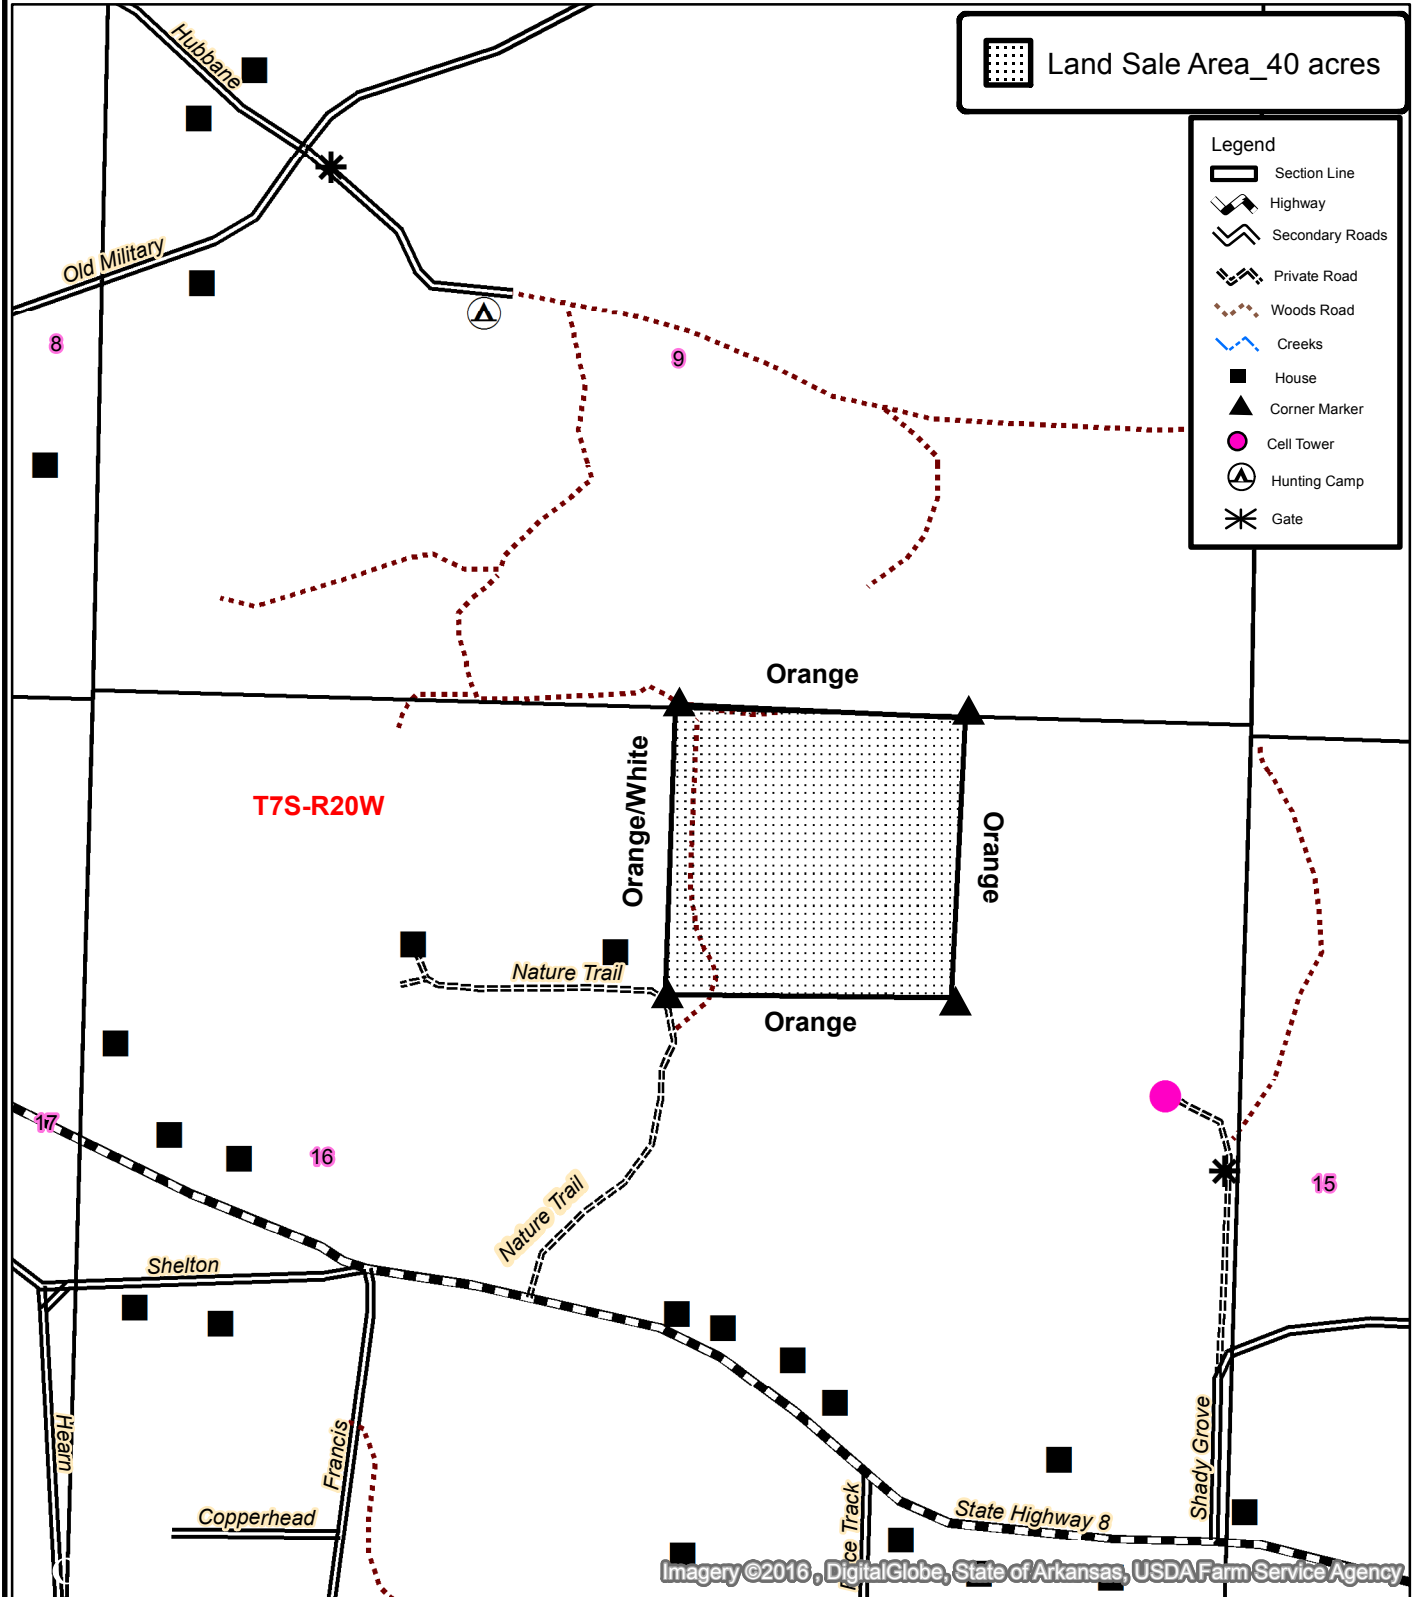 Land Sale Area_40 acres
Legend
Section Line
Highway
Secondary Roads
Private Road
Woods Road
Creeks
House
Corner Marker
Cell Tower
Hunting Camp
Gate
Hubbane
Old Military
8
9
Orange
Orange/White
Orange
T7S-R20W
Nature Trail
Orange
17
16
15
Nature Trail
Shelton
Hearn
Francis
Shady Grove
Copperhead
State Highway 8
Track
Imagery ©2016 , DigitalGlobe, State of Arkansas, USDA Farm Service Agency